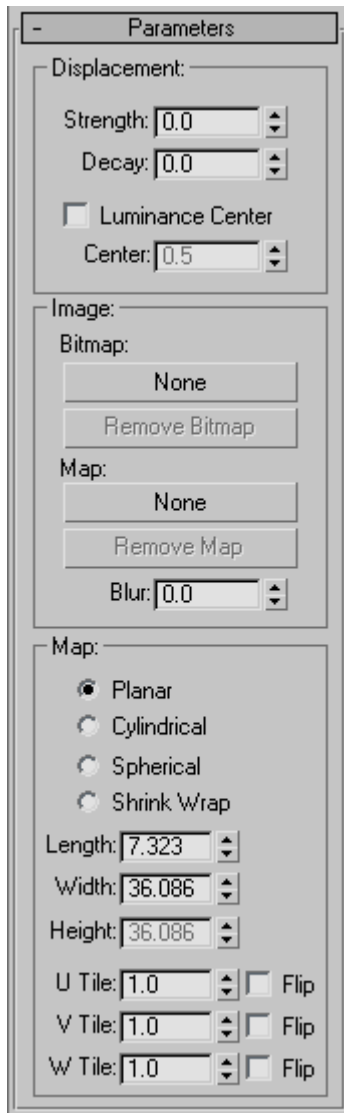 - Parameters
Displacement:
Strength: 0.0
Decay: 0.0
Luminance Center
Center: 0.5
Image:
Bitmap:
None
Remove Bitmap
Map:
None
Remove Map
Blur: 0.0
Map:
Planar
Cylindrical
Spherical
Shrink Wrap
Length: 7.323
Width: 36.086
Height: 36.086
U Tile: 1.0 Flip
V Tile: 1.0 Flip
W Tile: 1.0 Flip